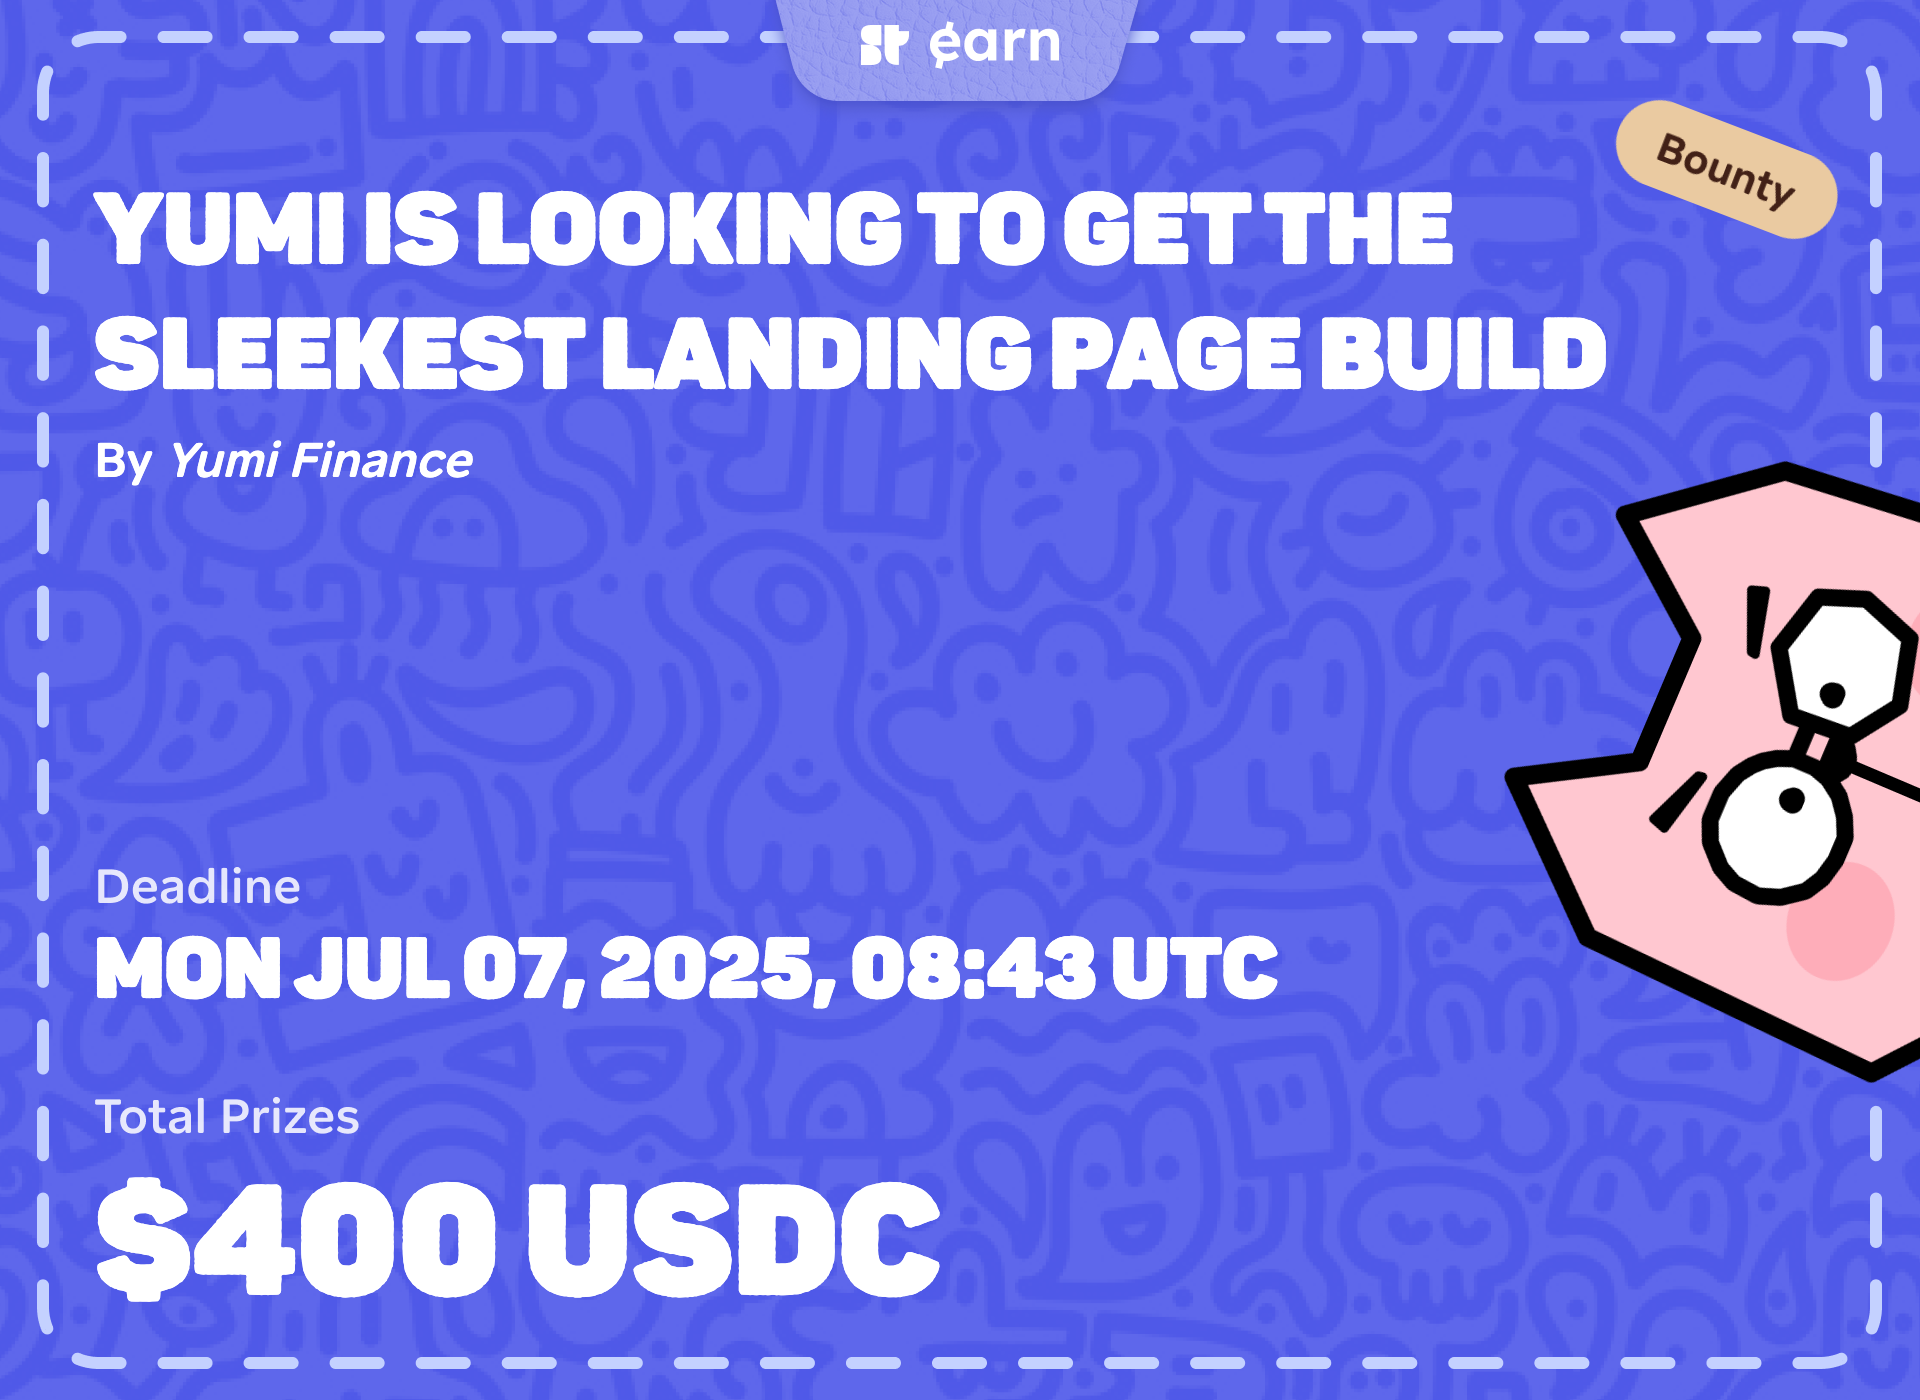 ST earn
Bounty
YUMI IS LOOKING TO GET THE
SLEEKEST LANDING PAGE BUILD
By Yumi Finance
Deadline
MON JUL 07, 2025, 08:43 UTC
Total Prizes
$400 USDC